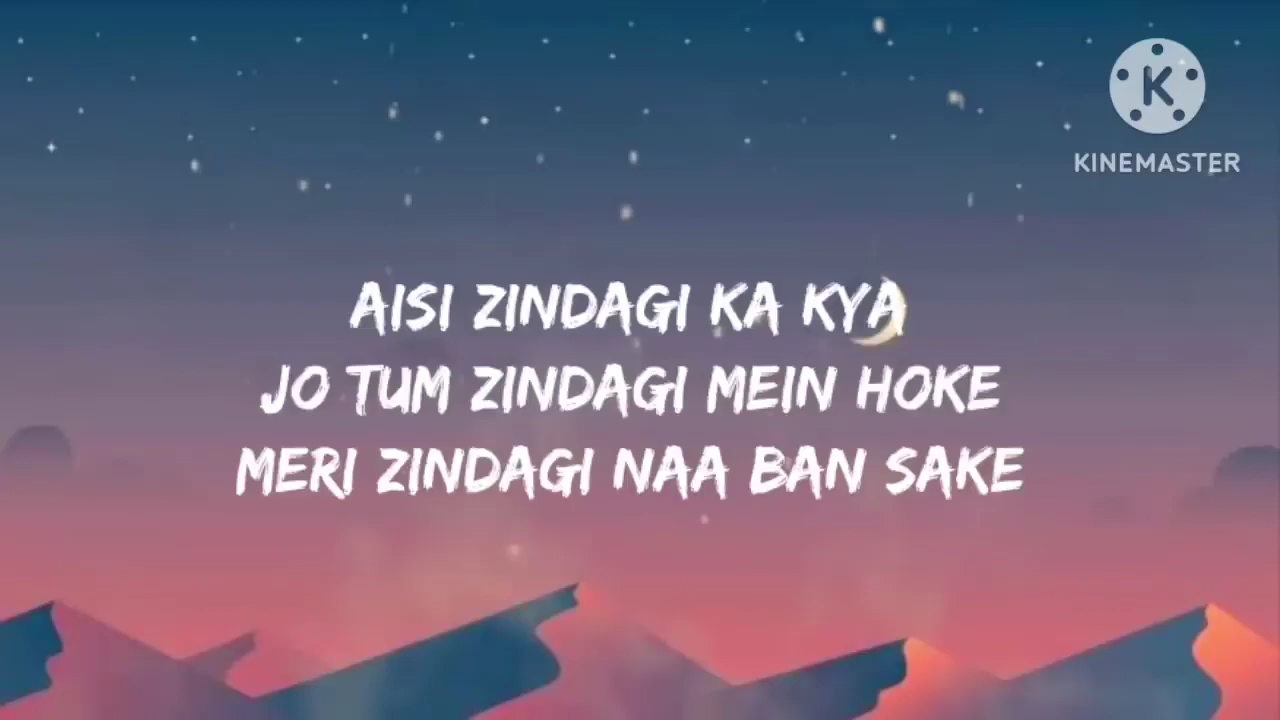 K
KINEMASTER
AISI ZINDAGI KA KYA
JO TUM ZINDAGI MEIN HOKE
MERI ZINDAGI NAA BAN SAKE